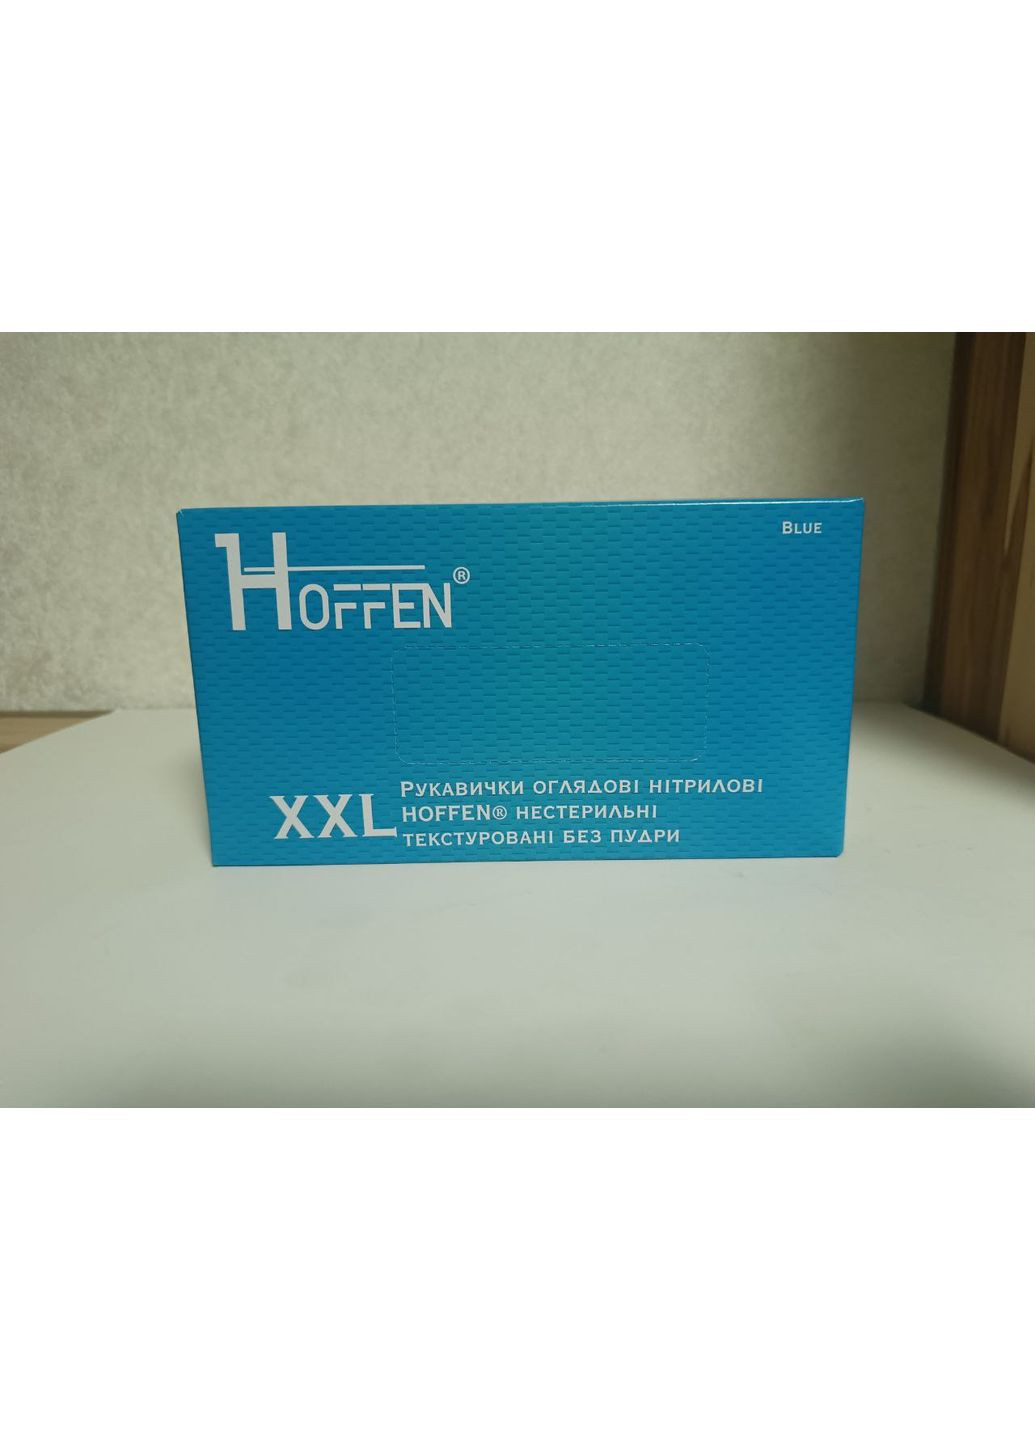 HOFFEN®
BLUE
XXL
РУКАВИЧКИ ОГЛЯДОВІ НІТРИЛОВІ
HOFFEN® НЕСТЕРИЛЬНІ
ТЕКСТУРОВАНІ БЕЗ ПУДРИ